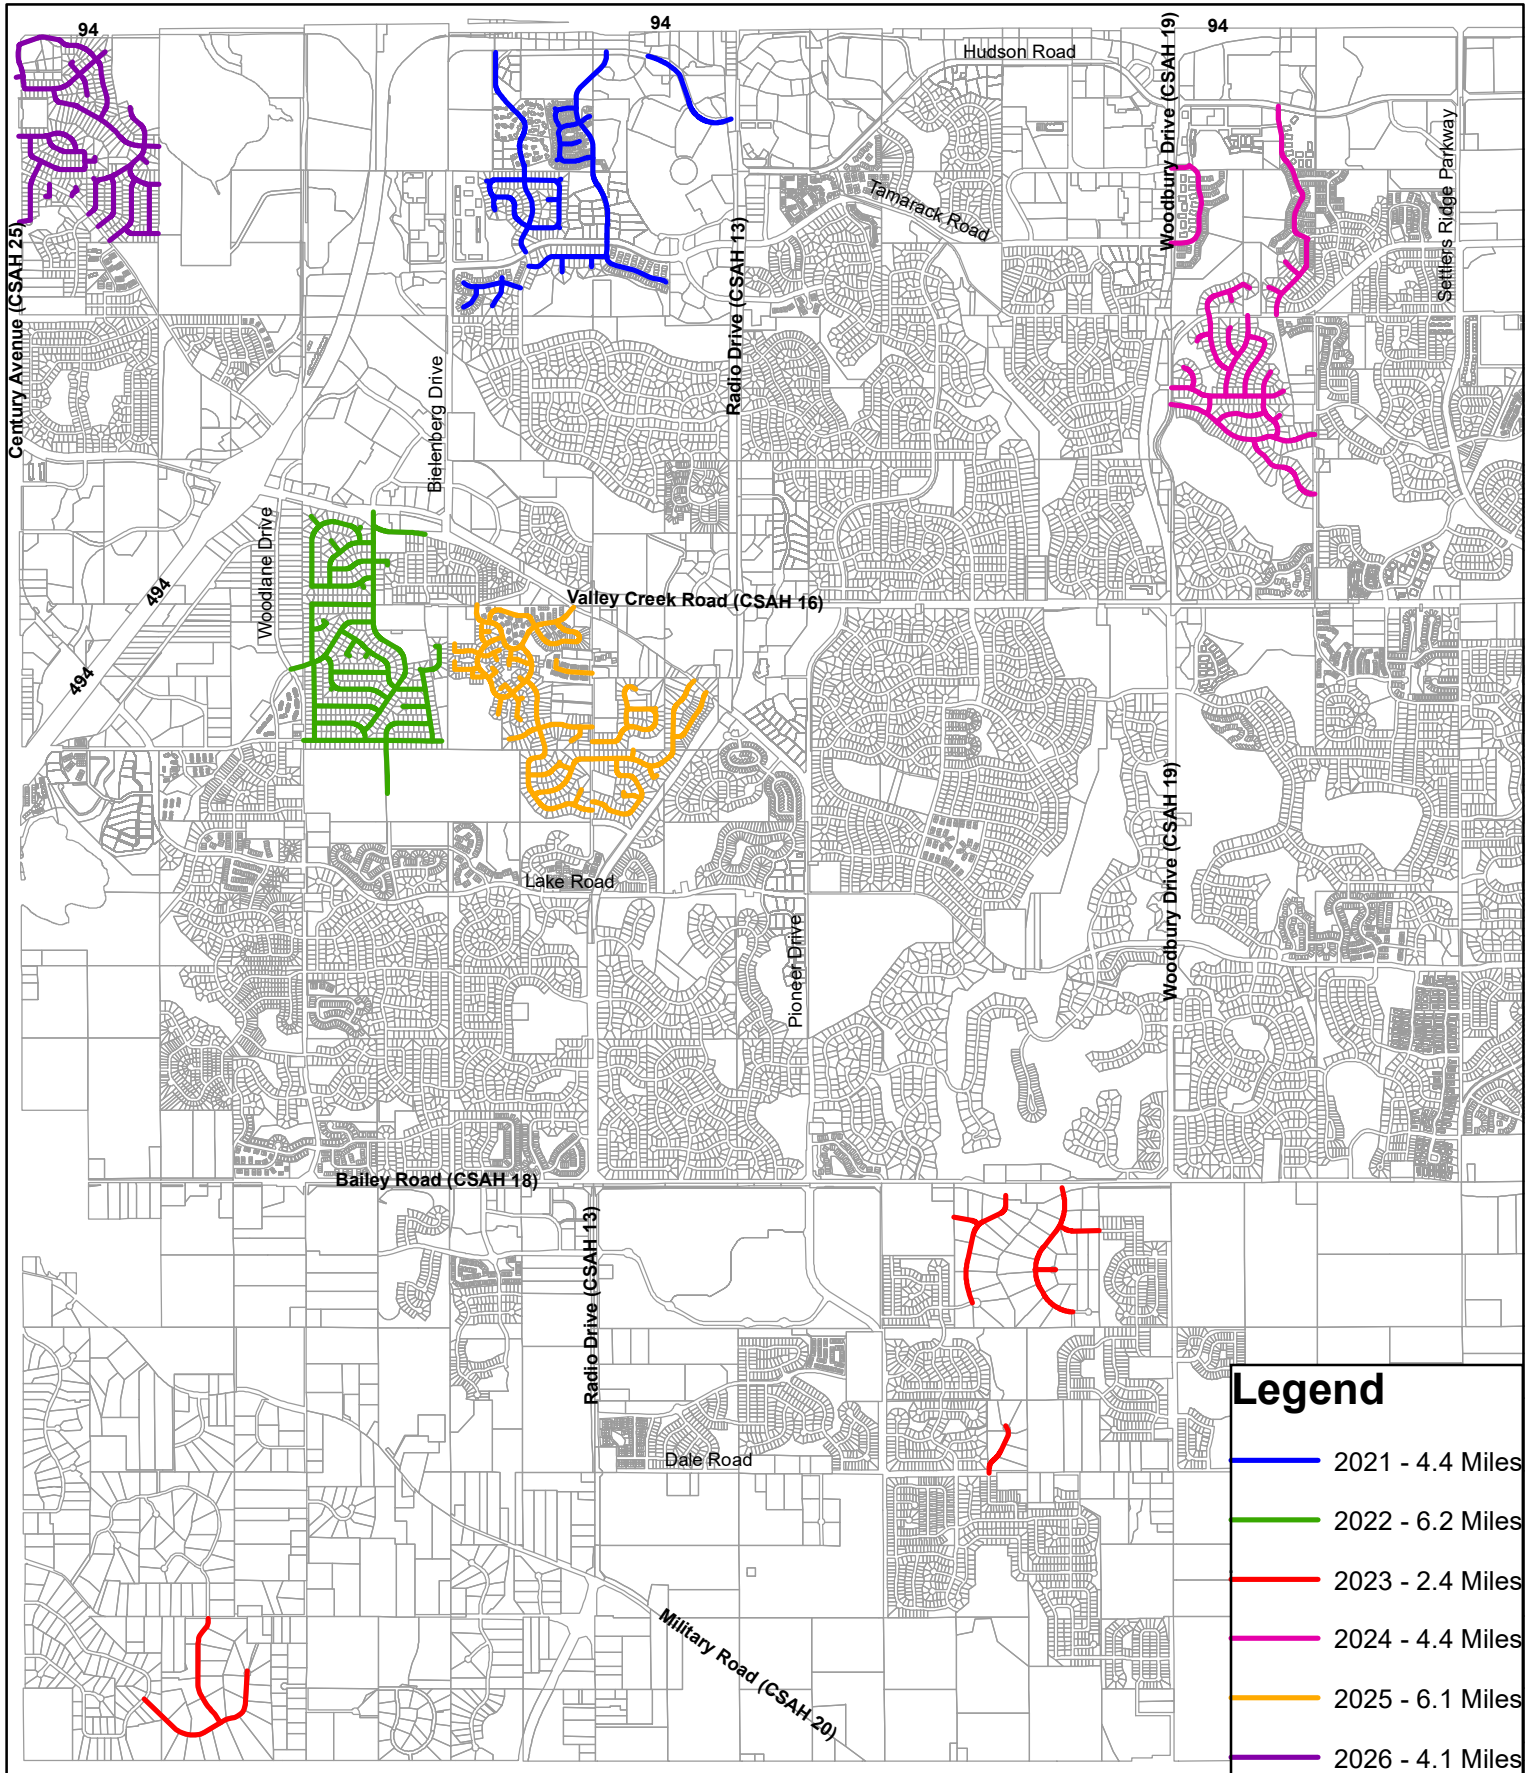 94
94
94
Hudson Road
Woodbury Drive (CSAH 19)
Settlers Ridge Parkway
Tamarack Road
Century Avenue (CSAH 25)
Radio Drive (CSAH 13)
Bielenberg Drive
Woodlane Drive
494
Valley Creek Road (CSAH 16)
494
Woodbury Drive (CSAH 19)
Lake Road
Pioneer Drive
Bailey Road (CSAH 18)
Radio Drive (CSAH 13)
Dale Road
Military Road (CSAH 20)
Legend
2021 - 4.4 Miles
2022 - 6.2 Miles
2023 - 2.4 Miles
2024 - 4.4 Miles
2025 - 6.1 Miles
2026 - 4.1 Miles